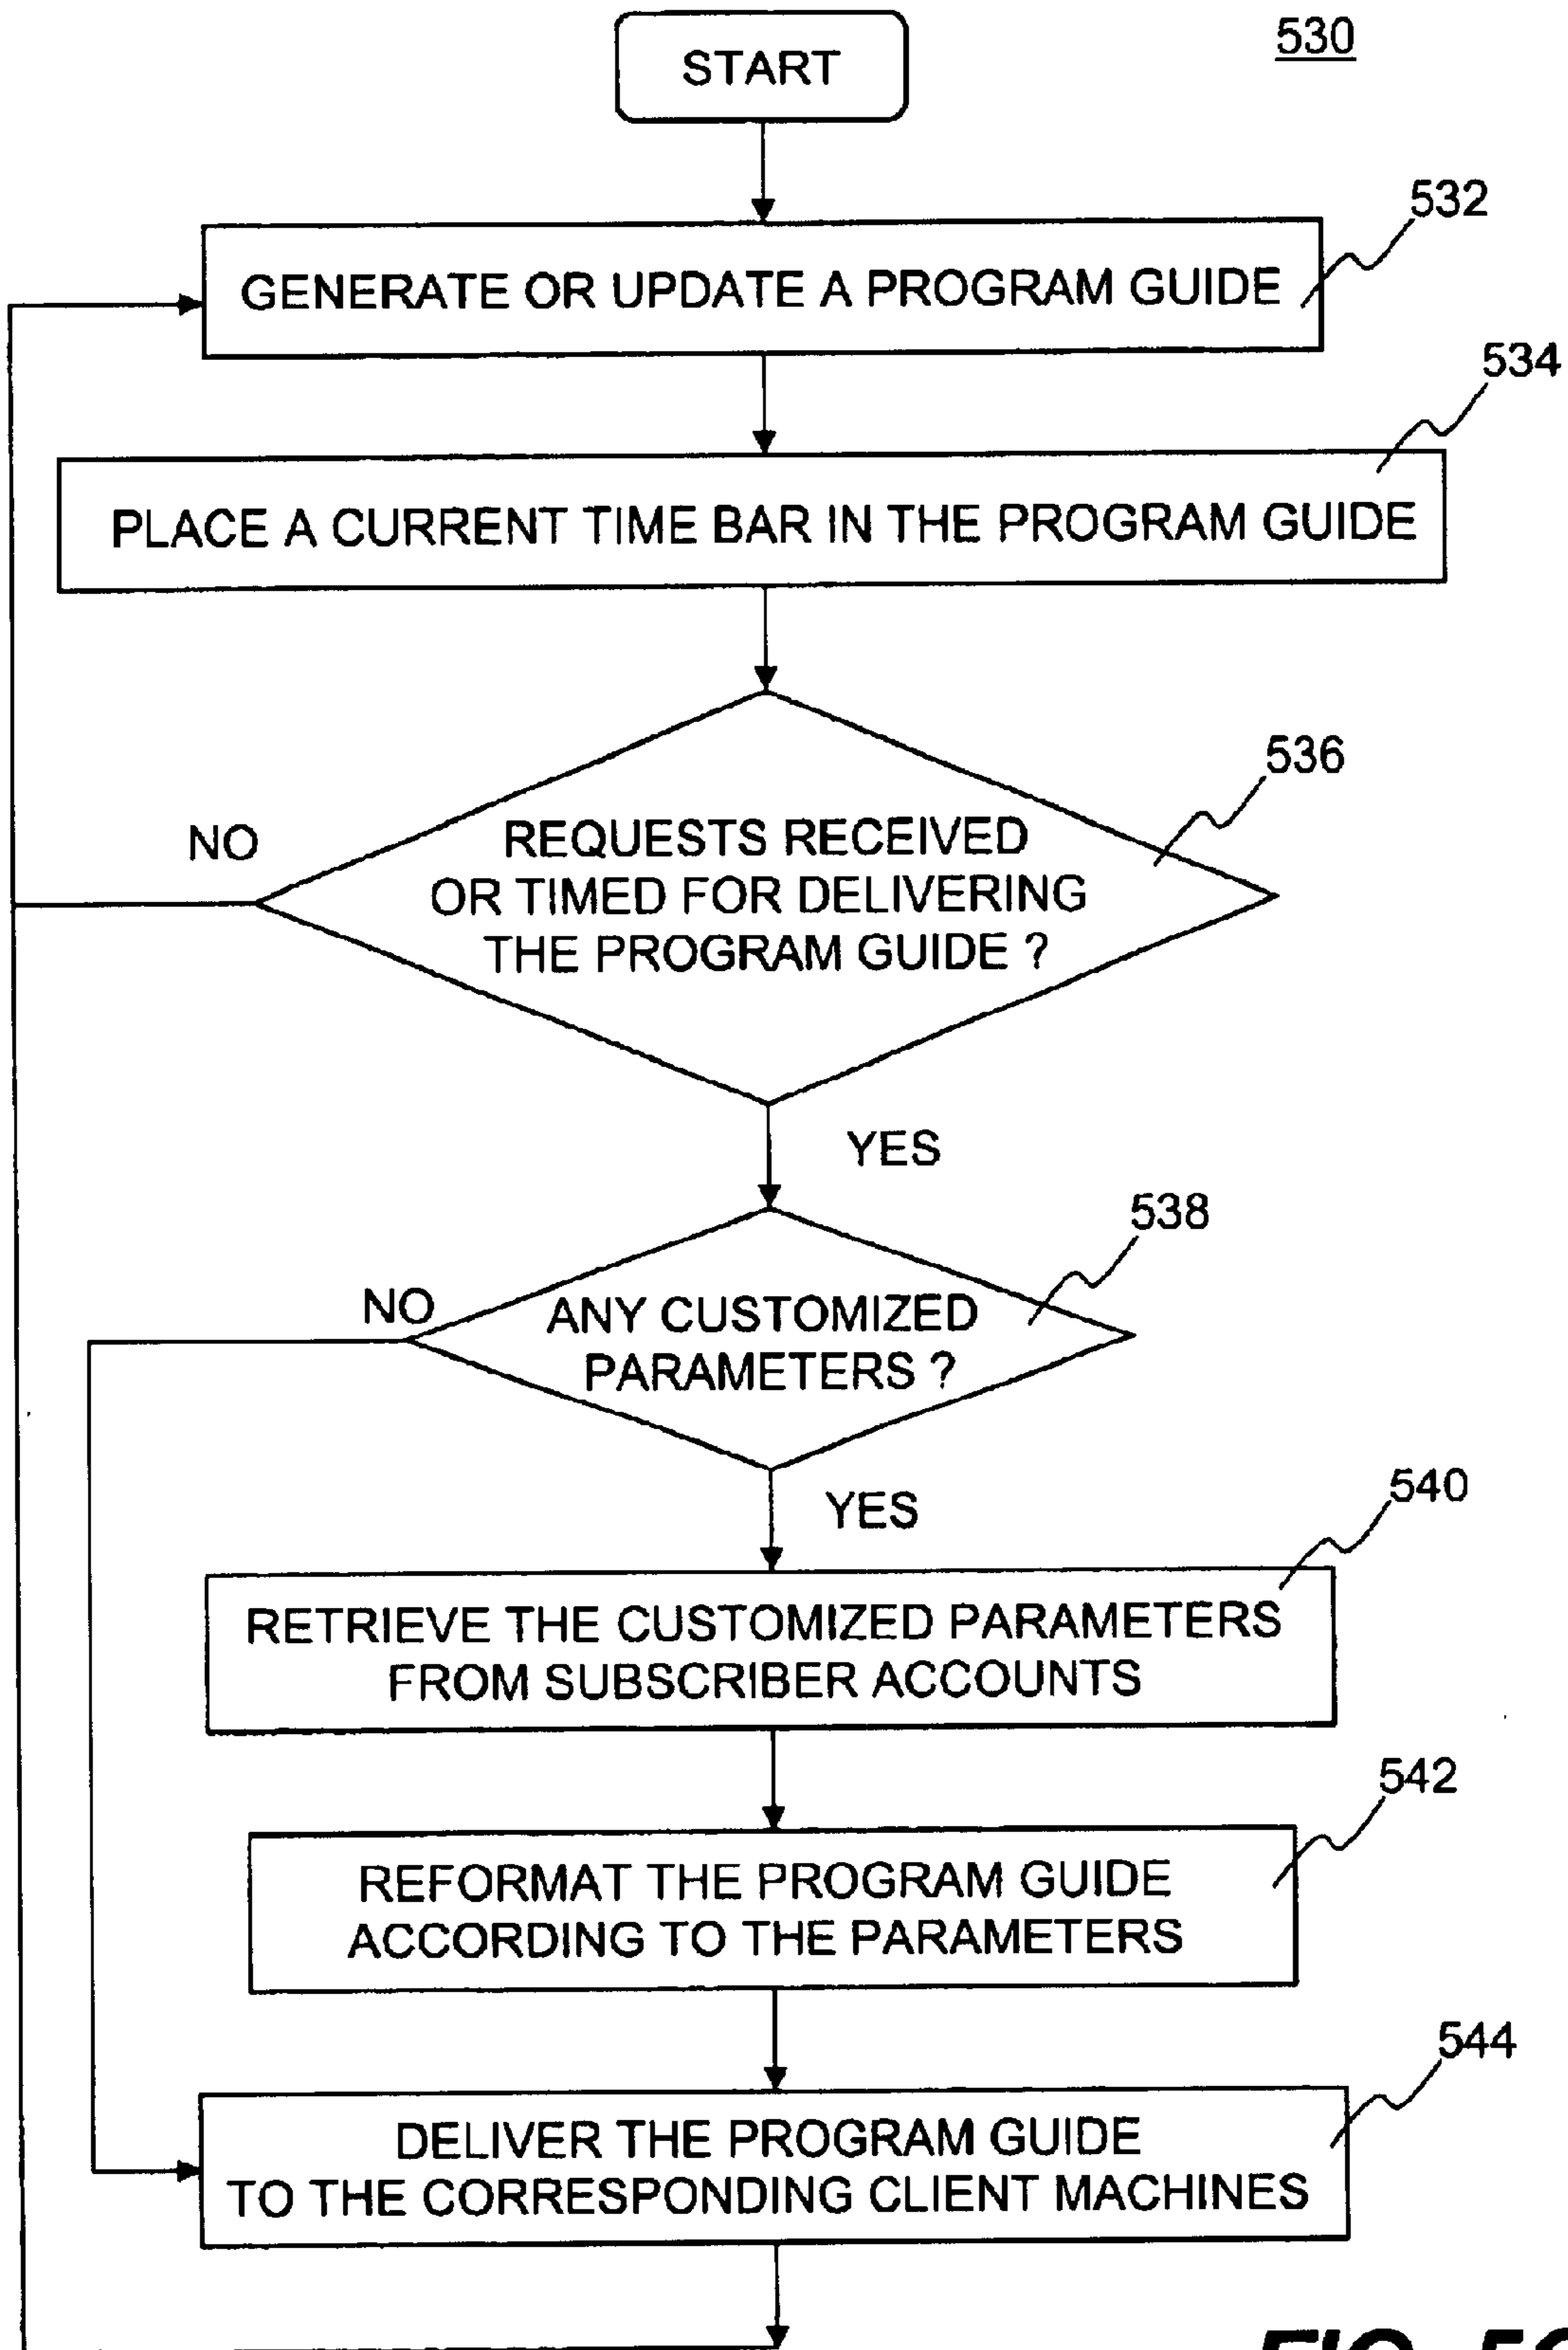 530
START
532
GENERATE OR UPDATE A PROGRAM GUIDE
534
PLACE A CURRENT TIME BAR IN THE PROGRAM GUIDE
536
NO
REQUESTS RECEIVED
OR TIMED FOR DELIVERING
THE PROGRAM GUIDE ?
YES
538
NO
ANY CUSTOMIZED
PARAMETERS ?
YES
540
RETRIEVE THE CUSTOMIZED PARAMETERS
FROM SUBSCRIBER ACCOUNTS
542
REFORMAT THE PROGRAM GUIDE
ACCORDING TO THE PARAMETERS
544
DELIVER THE PROGRAM GUIDE
TO THE CORRESPONDING CLIENT MACHINES